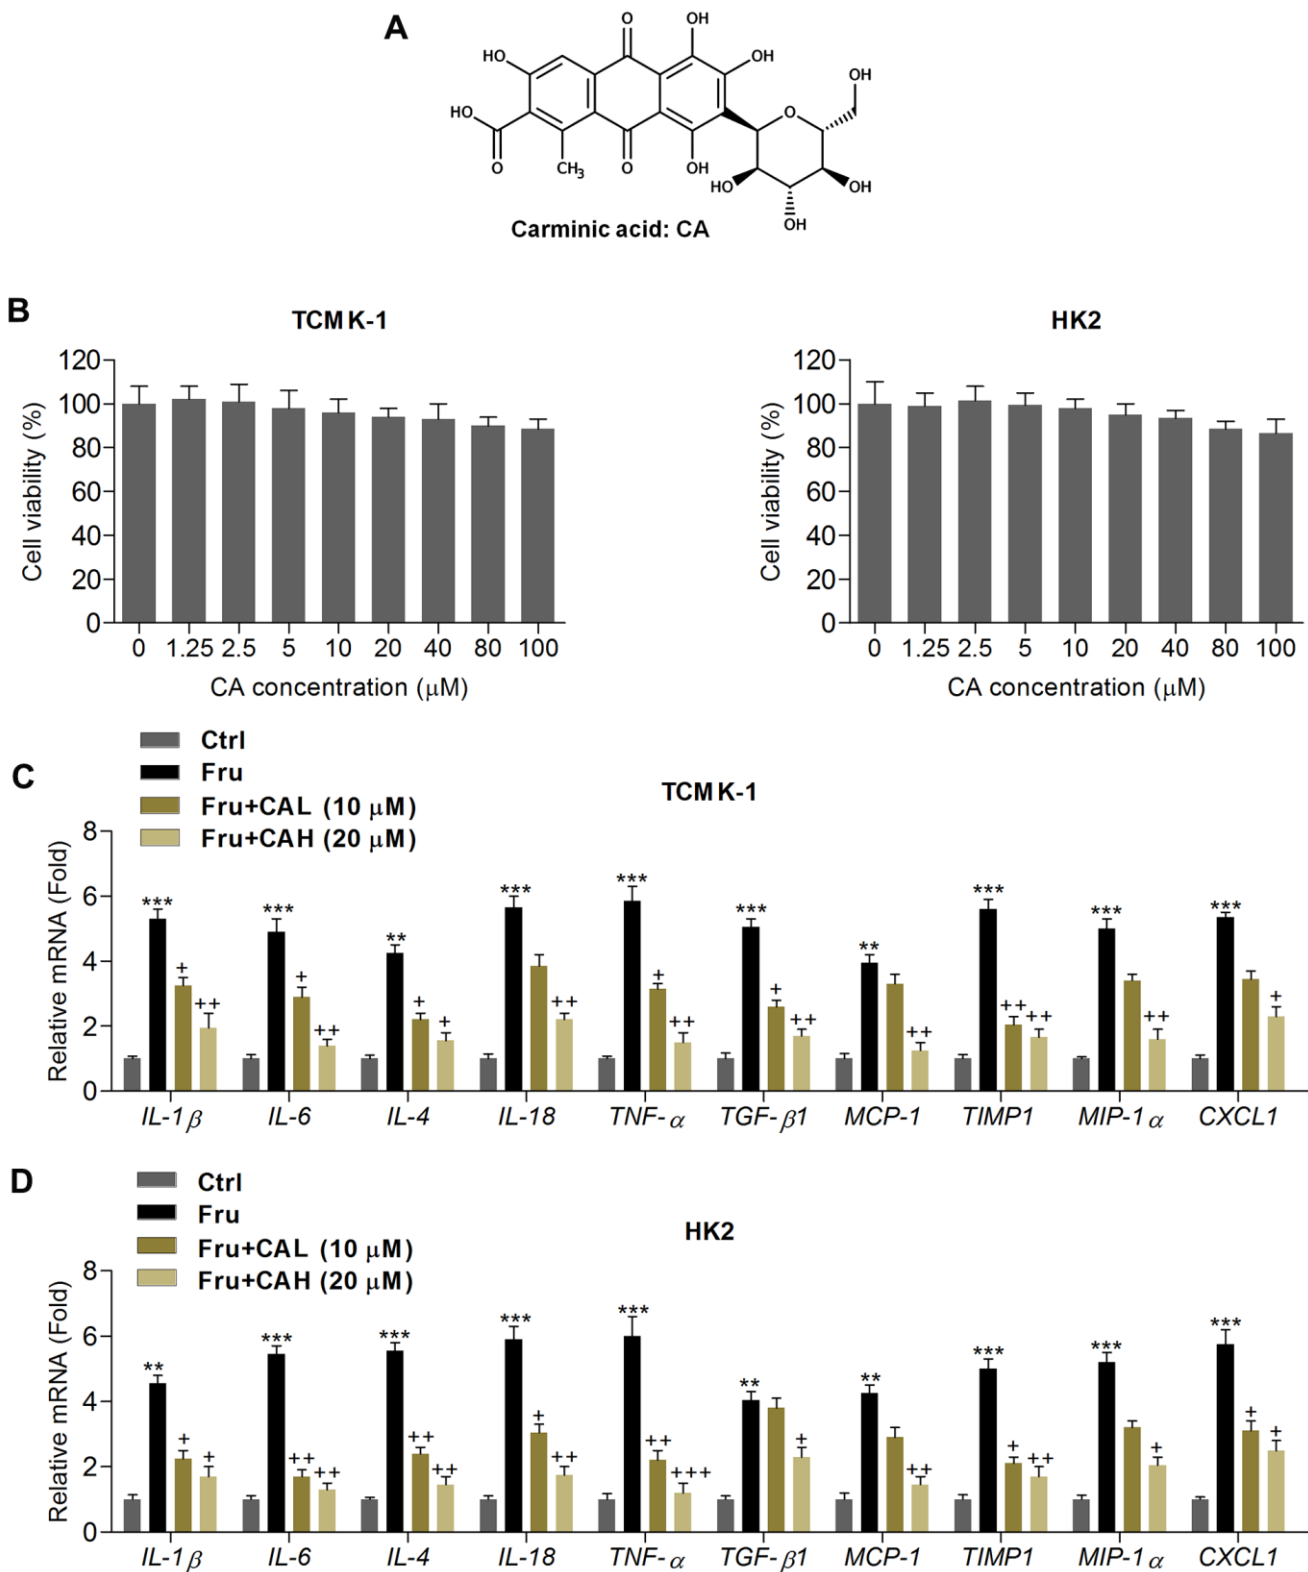 A
O OH
HO OH OH
HO O
O CH3 O OH HO OH
OH
Carminic acid: CA
B
TCMK-1
Cell viability (%)
120
100
80
60
40
20
0
0 1.25 2.5 5 10 20 40 80 100
CA concentration (μM)
HK2
Cell viability (%)
120
100
80
60
40
20
0
0 1.25 2.5 5 10 20 40 80 100
CA concentration (μM)
C
Ctrl
Fru
Fru+CAL (10 μM)
Fru+CAH (20 μM)
TCMK-1
Relative mRNA (Fold)
8
6
4
2
0
*** + ++
*** + ++
** + +
*** ++
*** + ++
*** + ++
** ++
*** ++ ++
*** ++
*** +
IL-1β IL-6 IL-4 IL-18 TNF-α TGF-β1 MCP-1 TIMP1 MIP-1α CXCL1
D
Ctrl
Fru
Fru+CAL (10 μM)
Fru+CAH (20 μM)
HK2
Relative mRNA (Fold)
8
6
4
2
0
** + +
*** ++ ++
*** ++ ++
*** + ++
*** ++ +++
** +
** ++
*** + ++
*** +
*** + +
IL-1β IL-6 IL-4 IL-18 TNF-α TGF-β1 MCP-1 TIMP1 MIP-1α CXCL1